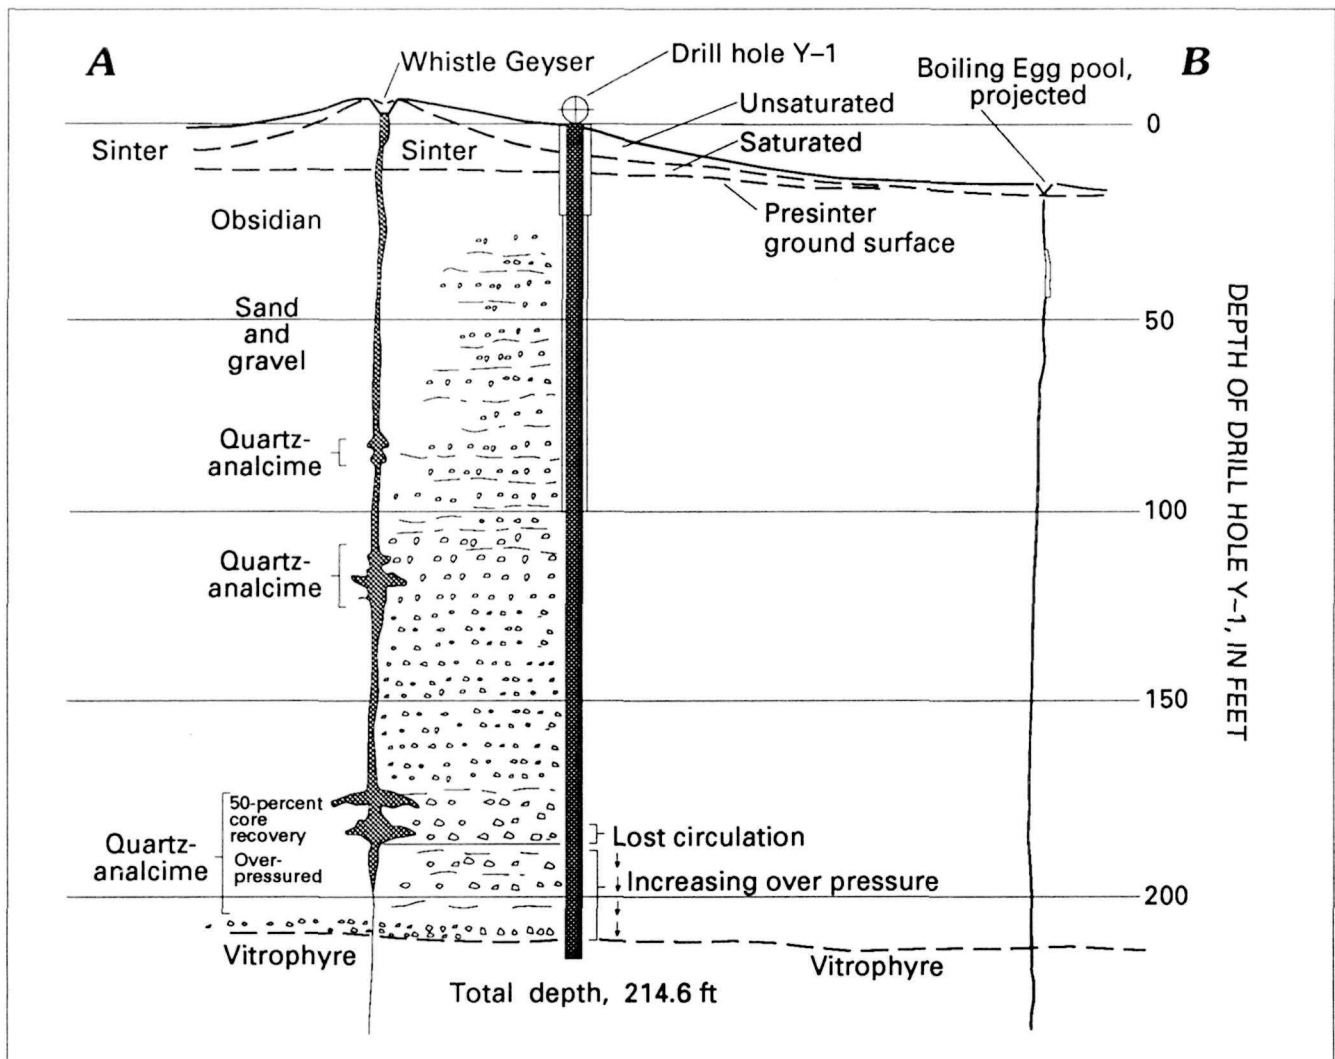 A
Whistle Geyser
Drill hole Y–1
Boiling Egg pool,
projected
B
Unsaturated
0
Sinter
Sinter
Saturated
Obsidian
Presinter
ground surface
Sand
and
gravel
50
Quartz-
analcime
100
Quartz-
analcime
150
DEPTH OF DRILL HOLE Y–1, IN FEET
50-percent
core
recovery
Quartz-
analcime
Over-
pressured
Lost circulation
Increasing over pressure
200
Vitrophyre
Vitrophyre
Total depth, 214.6 ft